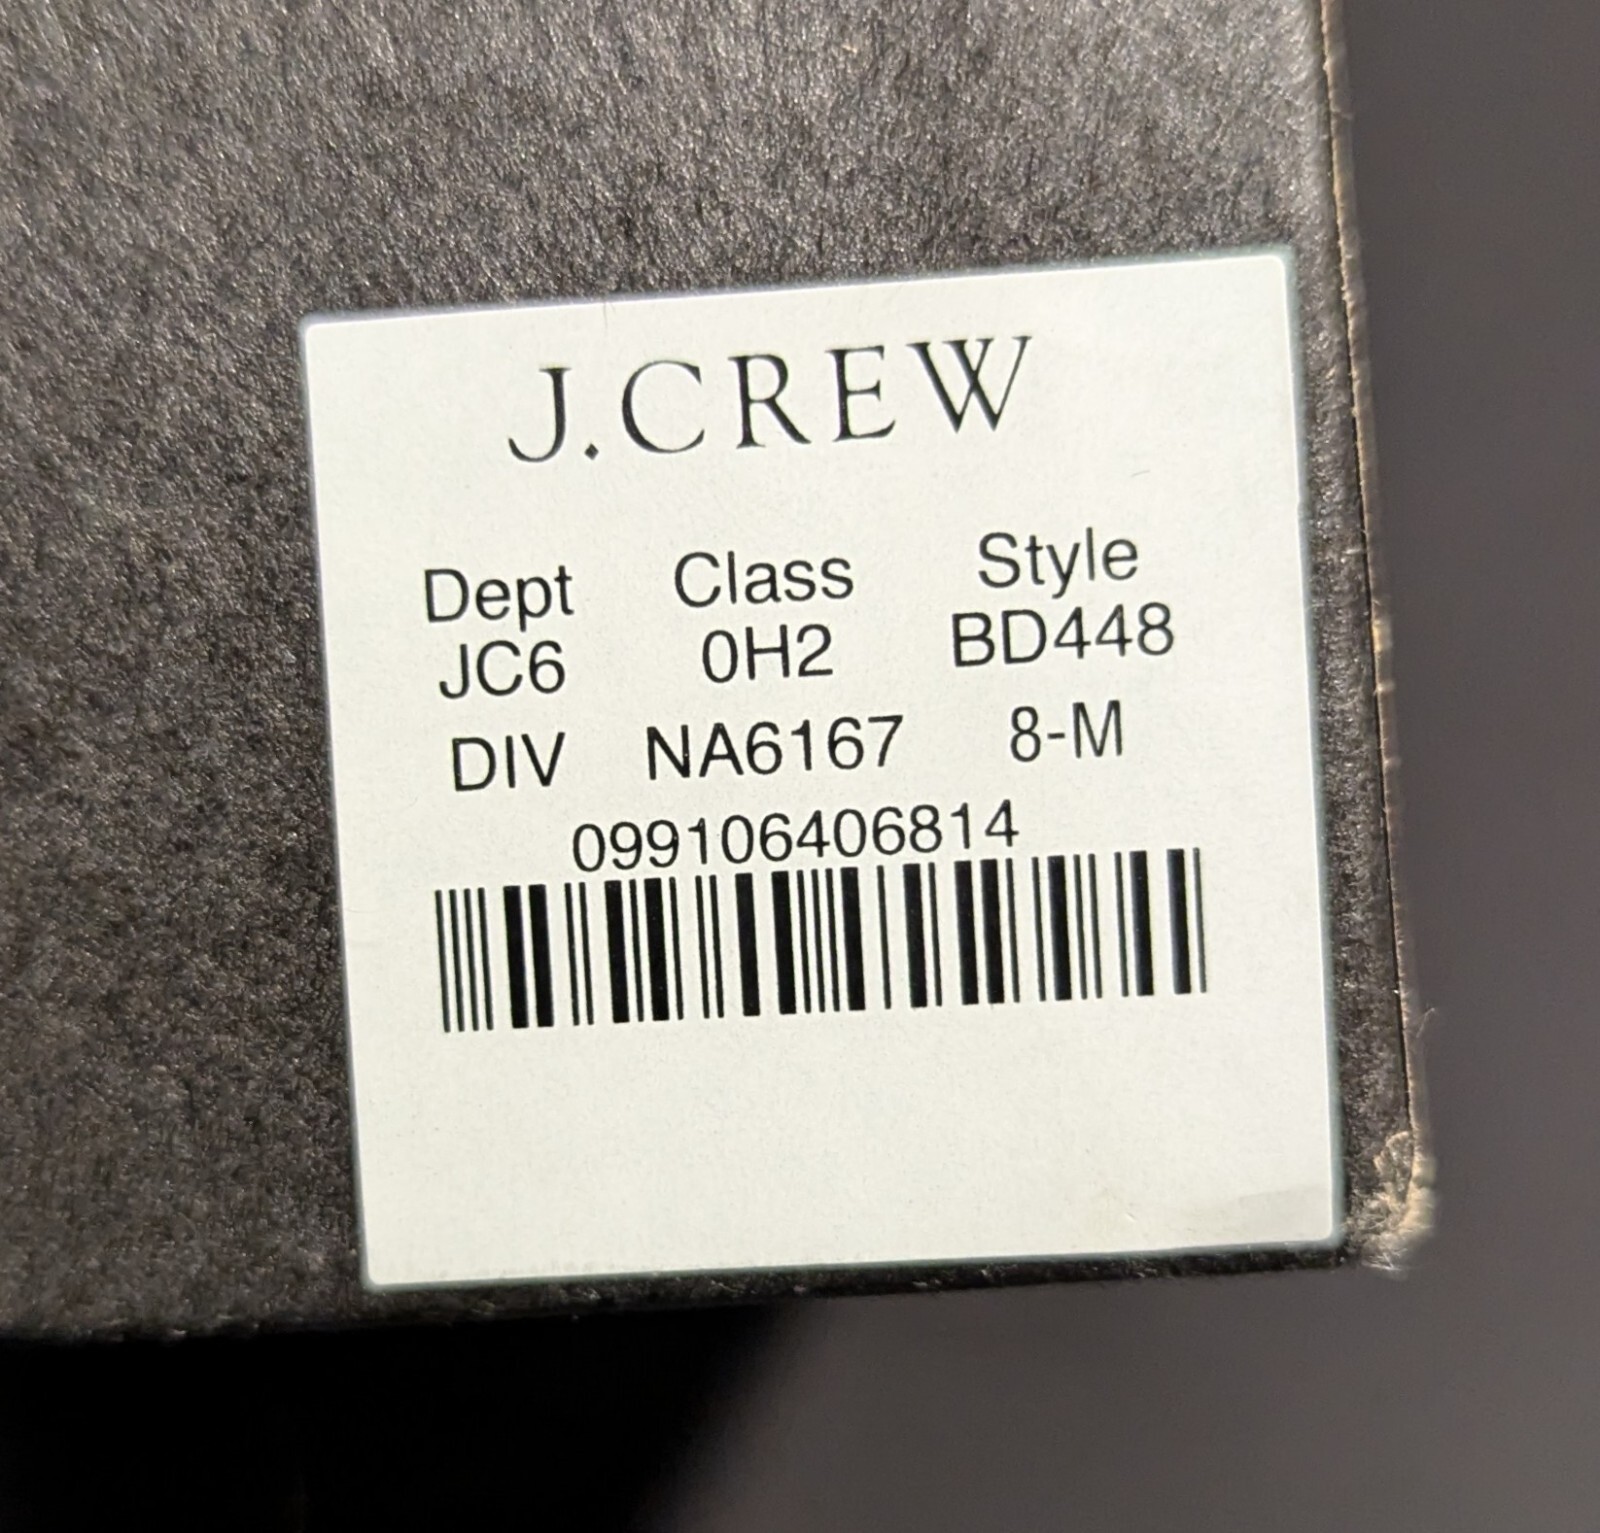 J.CREW
Dept Class Style
JC6 0H2 BD448
DIV NA6167 8-M
099106406814